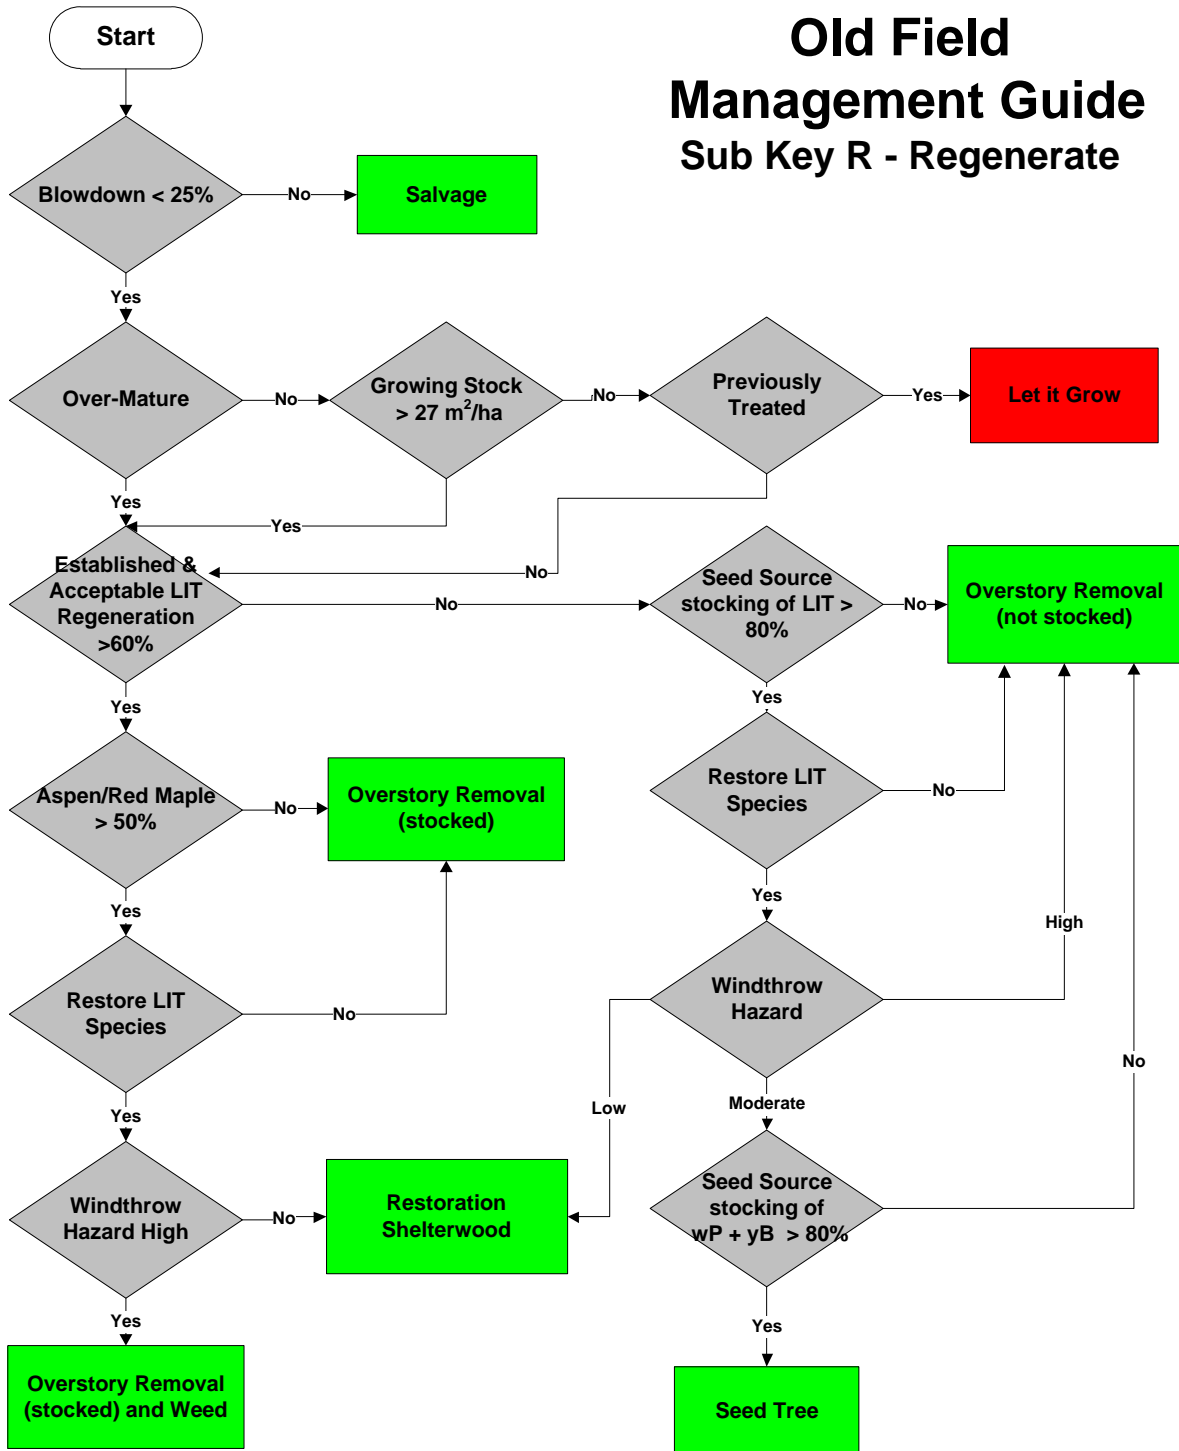 Old Field
Management Guide
Sub Key R - Regenerate
Start
Blowdown < 25%
No
Salvage
Yes
Over-Mature
No
Growing Stock
> 27 m²/ha
No
Previously
Treated
Yes
Let it Grow
Yes
Yes
No
Established &
Acceptable LIT
Regeneration
>60%
No
Seed Source
stocking of LIT >
80%
No
Overstory Removal
(not stocked)
Yes
Yes
Aspen/Red Maple
> 50%
No
Overstory Removal
(stocked)
Restore LIT
Species
No
Yes
Yes
High
Restore LIT
Species
No
Windthrow
Hazard
No
Yes
Low
Moderate
Windthrow
Hazard High
No
Restoration
Shelterwood
Seed Source
stocking of
wP + yB > 80%
Yes
Yes
Overstory Removal
(stocked) and Weed
Seed Tree